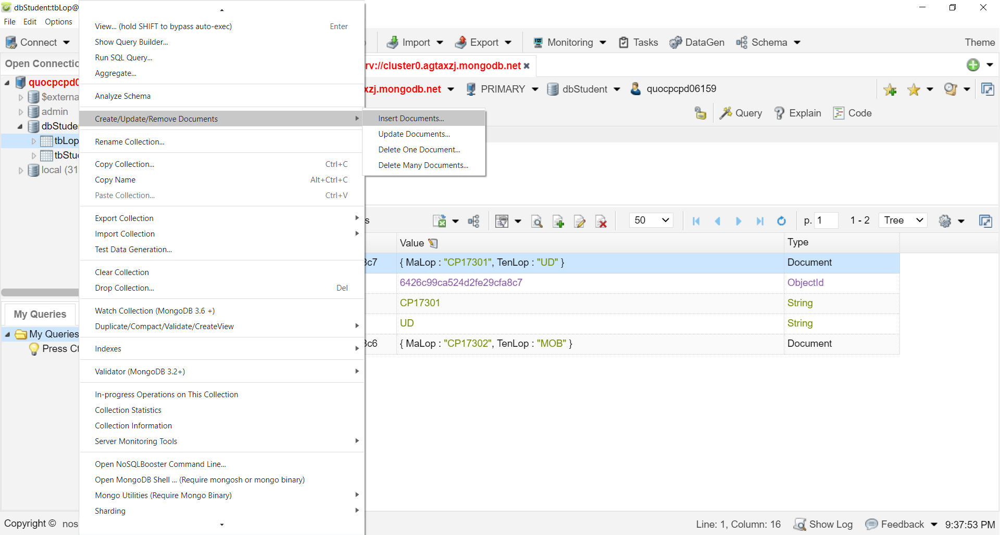 dbStudent:tbLop@
File Edit Options
Connect
Import Export Monitoring Tasks DataGen Schema Theme
Open Connectio
rv://cluster0.agtaxzj.mongodb.net
quocpcpd0
$externa
admin
dbStude
tbLop
tbStu
local (31
xzj.mongodb.net PRIMARY dbStudent quocpcpd06159
Query Explain Code
View... (hold SHIFT to bypass auto-exec) Enter
Show Query Builder...
Run SQL Query...
Aggregate...
Analyze Schema
Create/Update/Remove Documents
Rename Collection...
Copy Collection... Ctrl+C
Copy Name Alt+Ctrl+C
Paste Collection... Ctrl+V
Export Collection
Import Collection
Test Data Generation...
Clear Collection
Drop Collection... Del
Watch Collection (MongoDB 3.6 +)
Duplicate/Compact/Validate/CreateView
Indexes
Validator (MongoDB 3.2+)
In-progress Operations on This Collection
Collection Statistics
Collection Information
Server Monitoring Tools
Open NoSQLBooster Command Line...
Open MongoDB Shell ... (Require mongosh or mongo binary)
Mongo Utilities (Require Mongo Binary)
Sharding
Insert Documents...
Update Documents...
Delete One Document...
Delete Many Documents...
s 50 p. 1 1 - 2 Tree
Value Type
3c7 { MaLop : "CP17301", TenLop : "UD" } Document
6426c99ca524d2fe29cfa8c7 ObjectId
CP17301 String
UD String
3c6 { MaLop : "CP17302", TenLop : "MOB" } Document
My Queries
My Queries
Press Ct
Copyright © nos
Line: 1, Column: 16 Show Log Feedback 9:37:53 PM